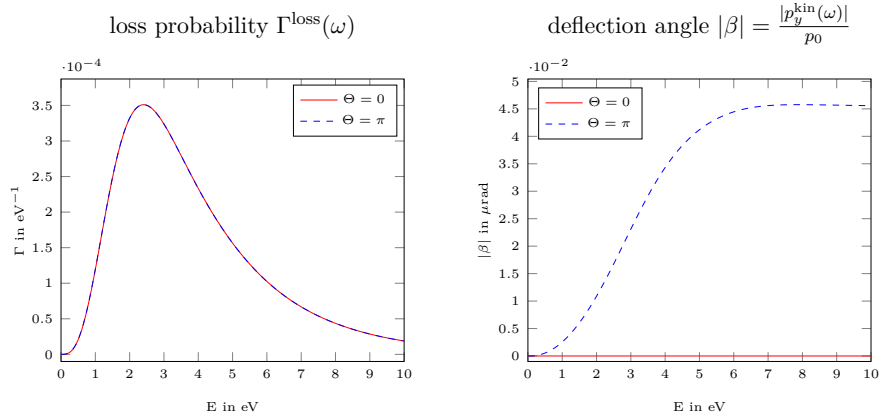 loss probability Γ^loss(ω)
·10^−4
Γ in eV^−1
3.5
3
2.5
2
1.5
1
0.5
0
0 1 2 3 4 5 6 7 8 9 10
E in eV
Θ = 0
Θ = π
deflection angle |β| = |p_y^kin(ω)| / p_0
·10^−2
|β| in μrad
5
4.5
4
3.5
3
2.5
2
1.5
1
0.5
0
0 1 2 3 4 5 6 7 8 9 10
E in eV
Θ = 0
Θ = π